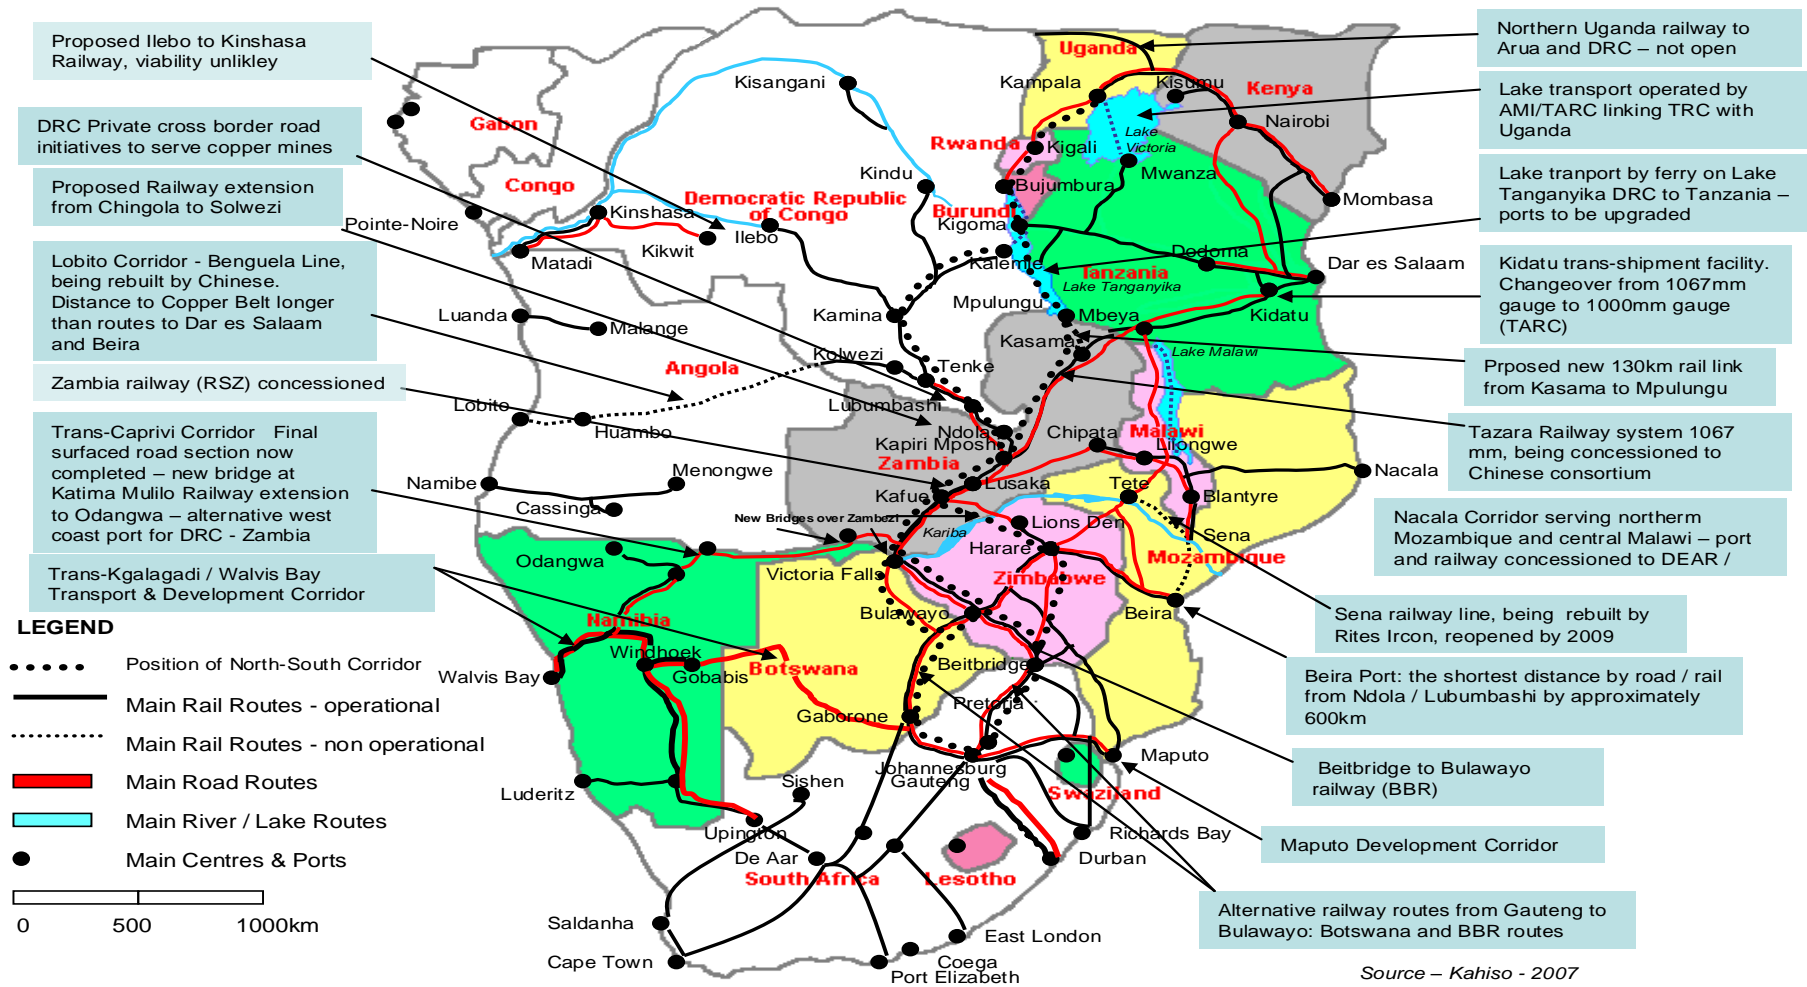 Proposed Ilebo to Kinshasa
Railway, viability unlikley
DRC Private cross border road
initiatives to serve copper mines
Proposed Railway extension
from Chingola to Solwezi
Lobito Corridor - Benguela Line,
being rebuilt by Chinese.
Distance to Copper Belt longer
than routes to Dar es Salaam
and Beira
Zambia railway (RSZ) concessioned
Trans-Caprivi Corridor Final
surfaced road section now
completed – new bridge at
Katima Mulilo Railway extension
to Odangwa – alternative west
coast port for DRC - Zambia
Trans-Kgalagadi / Walvis Bay
Transport & Development Corridor
LEGEND
Position of North-South Corridor
Main Rail Routes - operational
Main Rail Routes - non operational
Main Road Routes
Main River / Lake Routes
Main Centres & Ports
0 500 1000km
Uganda
Kampala
Kisumu
Kenya
Nairobi
Lake
Victoria
Kisangani
Gabon
Rwanda
Kigali
Mwanza
Mombasa
Congo
Kindu
Bujumbura
Democratic Republic
of Congo
Burundi
Kinshasa
Pointe-Noire
Kikwit
Ilebo
Kigoma
Matadi
Kalemie
Dodoma
Dar es Salaam
Tanzania
Lake Tanganyika
Mpulungu
Mbeya
Kidatu
Luanda
Malange
Kamina
Kasama
Lake Malawi
Kolwezi
Tenke
Angola
Lobito
Huambo
Lubumbashi
Ndola
Kapiri Mposhi
Chipata
Malawi
Lilongwe
Zambia
Menongwe
Namibe
Cassinga
Kafue
Lusaka
Tete
Blantyre
Nacala
New Bridges over Zambezi
Kariba
Lions Den
Sena
Odangwa
Victoria Falls
Harare
Mozambique
Zimbabwe
Bulawayo
Beira
Namibia
Windhoek
Walvis Bay
Gobabis
Botswana
Beitbridge
Gaborone
Pretoria
Maputo
Johannesburg
Gauteng
Sishen
Luderitz
Swaziland
Upington
Richards Bay
De Aar
Durban
South Africa
Lesotho
Saldanha
East London
Cape Town
Coega
Port Elizabeth
Northern Uganda railway to
Arua and DRC – not open
Lake transport operated by
AMI/TARC linking TRC with
Uganda
Lake tranport by ferry on Lake
Tanganyika DRC to Tanzania –
ports to be upgraded
Kidatu trans-shipment facility.
Changeover from 1067mm
gauge to 1000mm gauge
(TARC)
Prposed new 130km rail link
from Kasama to Mpulungu
Tazara Railway system 1067
mm, being concessioned to
Chinese consortium
Nacala Corridor serving northerm
Mozambique and central Malawi – port
and railway concessioned to DEAR /
Sena railway line, being rebuilt by
Rites Ircon, reopened by 2009
Beira Port: the shortest distance by road / rail
from Ndola / Lubumbashi by approximately
600km
Beitbridge to Bulawayo
railway (BBR)
Maputo Development Corridor
Alternative railway routes from Gauteng to
Bulawayo: Botswana and BBR routes
Source – Kahiso - 2007